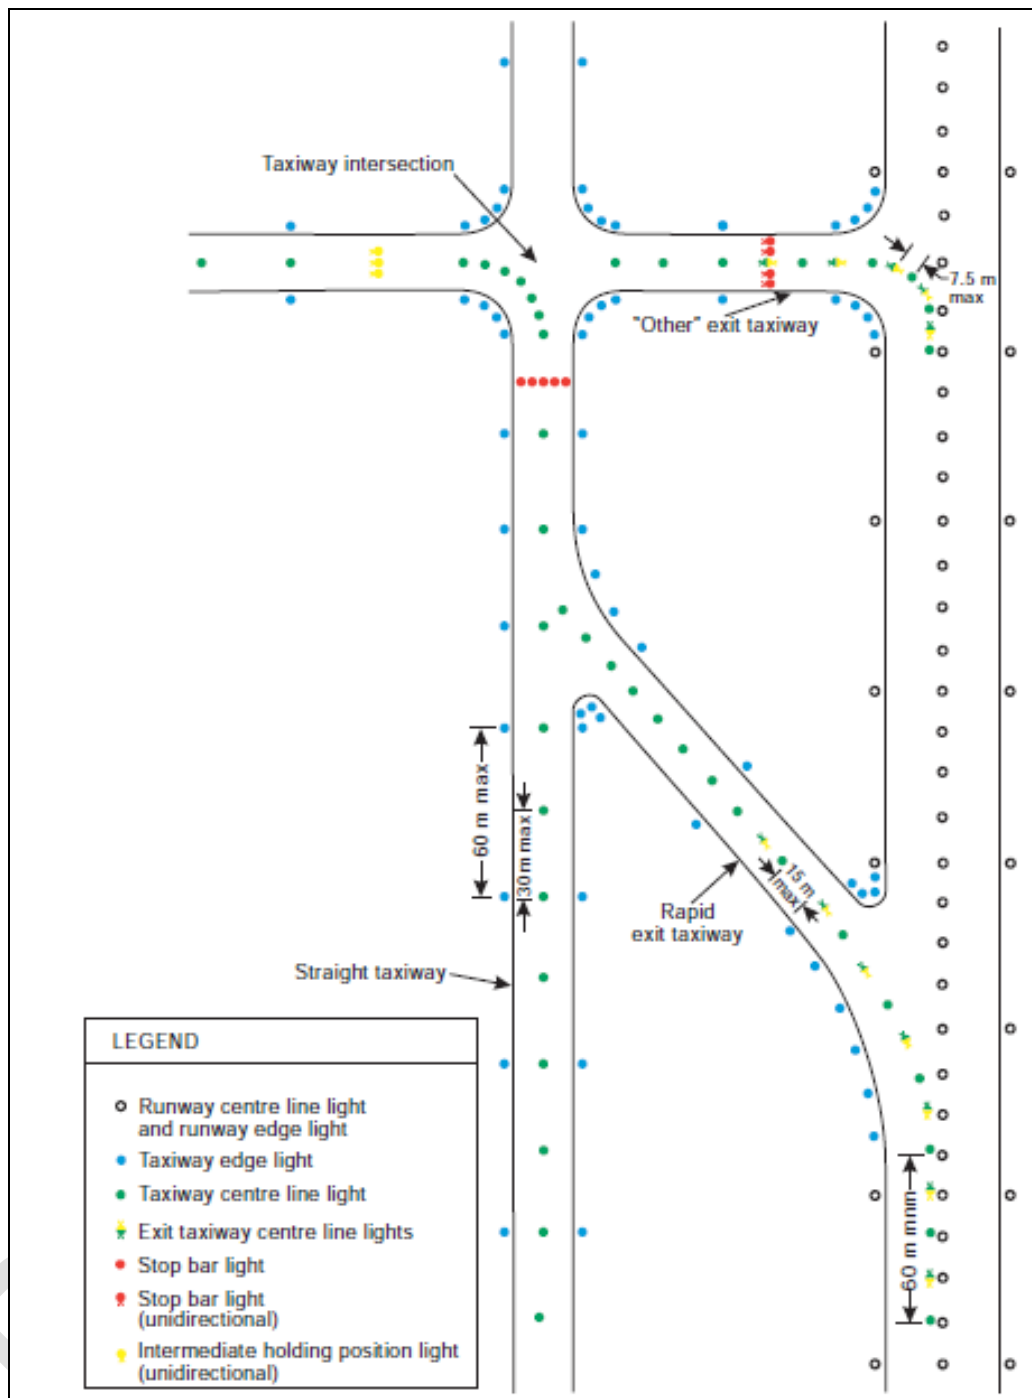 Taxiway intersection
7.5 m
max
"Other" exit taxiway
60 m max
30 m max
15 m
max
Rapid
exit taxiway
Straight taxiway
60 m mnm
LEGEND
Runway centre line light
and runway edge light
Taxiway edge light
Taxiway centre line light
Exit taxiway centre line lights
Stop bar light
Stop bar light
(unidirectional)
Intermediate holding position light
(unidirectional)